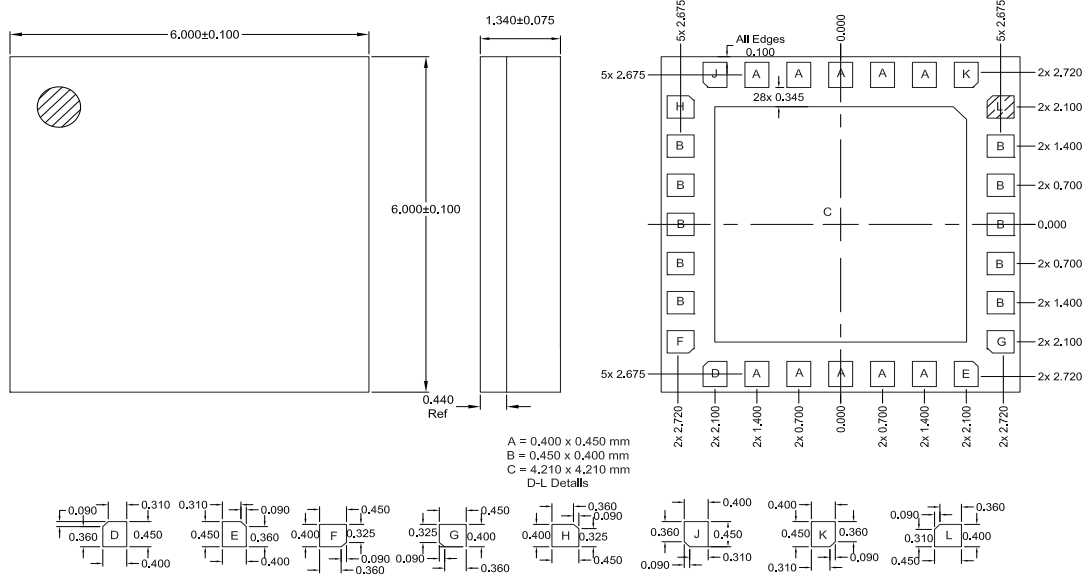 6.000±0.100
1.340±0.075
6.000±0.100
0.440
Ref
5x 2.675
0.000
5x 2.675
All Edges
0.100
5x 2.675
J A A A A A K
2x 2.720
28x 0.345
H
L
2x 2.100
B
B
2x 1.400
B
B
2x 0.700
C
B
B
0.000
B
B
2x 0.700
B
B
2x 1.400
F
G
2x 2.100
5x 2.675
D A A A A A E
2x 2.720
2x 2.720
2x 2.100
2x 1.400
2x 0.700
0.000
2x 0.700
2x 1.400
2x 2.100
2x 2.720
A = 0.400 x 0.450 mm
B = 0.450 x 0.400 mm
C = 4.210 x 4.210 mm
D-L Details
0.310
0.090
D
0.360
0.450
0.400
0.310
0.090
0.450
E
0.360
0.400
0.450
0.400
F
0.325
0.090
0.360
0.450
0.325
G
0.400
0.090
0.360
0.360
0.090
0.400
H
0.325
0.450
0.400
0.360
J
0.450
0.090
0.310
0.400
0.450
K
0.360
0.090
0.310
0.360
0.090
0.310
L
0.400
0.450